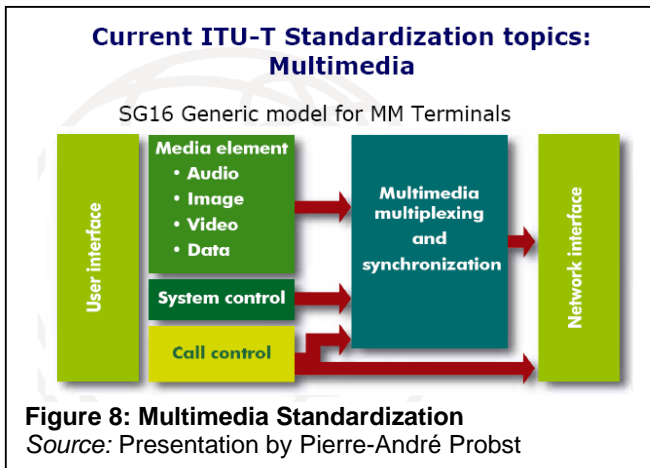 Current ITU-T Standardization topics:
Multimedia
SG16 Generic model for MM Terminals
User interface
Media element
• Audio
• Image
• Video
• Data
System control
Call control
Multimedia
multiplexing
and
synchronization
Network interface
Figure 8: Multimedia Standardization
Source: Presentation by Pierre-André Probst